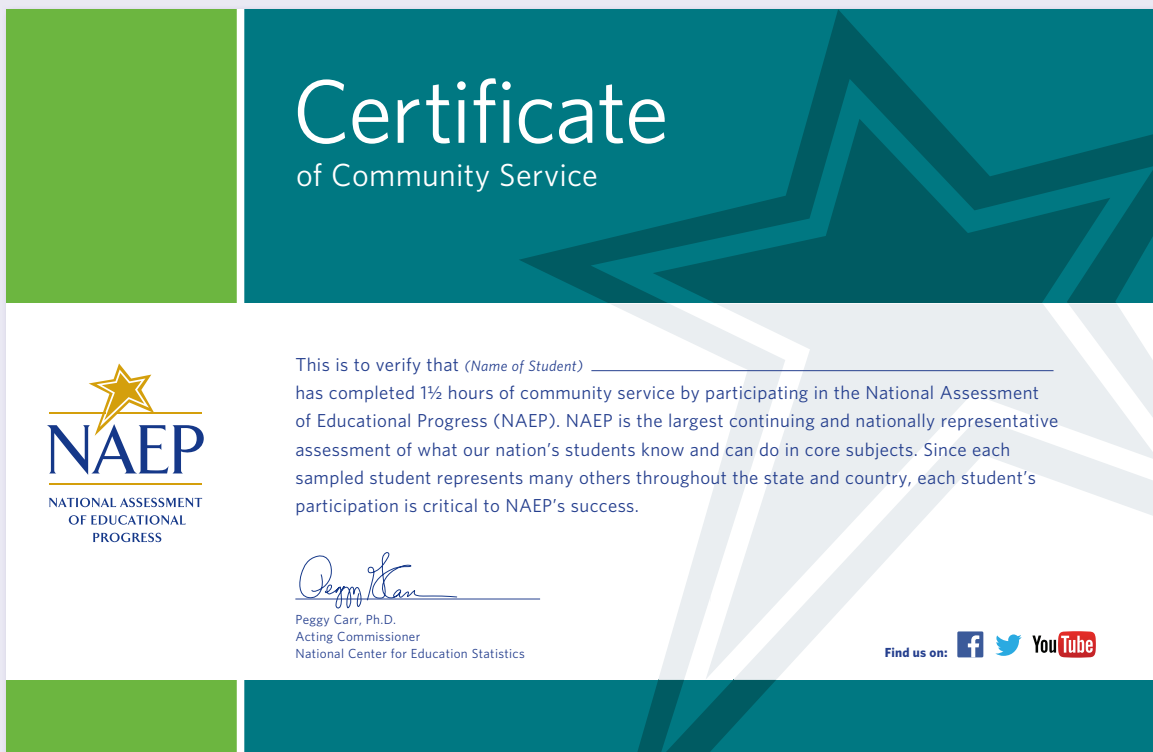 Certificate
of Community Service
This is to verify that (Name of Student)
has completed 1½ hours of community service by participating in the National Assessment
of Educational Progress (NAEP). NAEP is the largest continuing and nationally representative
assessment of what our nation's students know and can do in core subjects. Since each
sampled student represents many others throughout the state and country, each student's
participation is critical to NAEP's success.
NAEP
NATIONAL ASSESSMENT
OF EDUCATIONAL
PROGRESS
Peggy Carr
Peggy Carr, Ph.D.
Acting Commissioner
National Center for Education Statistics
Find us on: f YouTube